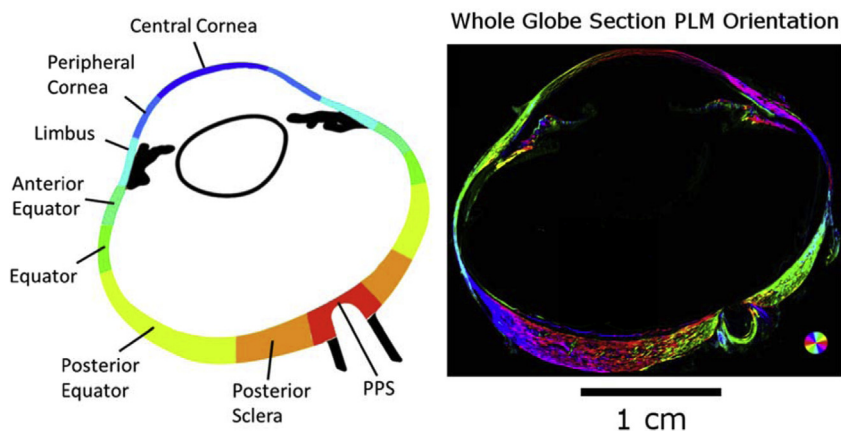 Central Cornea
Peripheral
Cornea
Limbus
Anterior
Equator
Equator
Posterior
Equator
Posterior
Sclera
PPS
Whole Globe Section PLM Orientation
1 cm